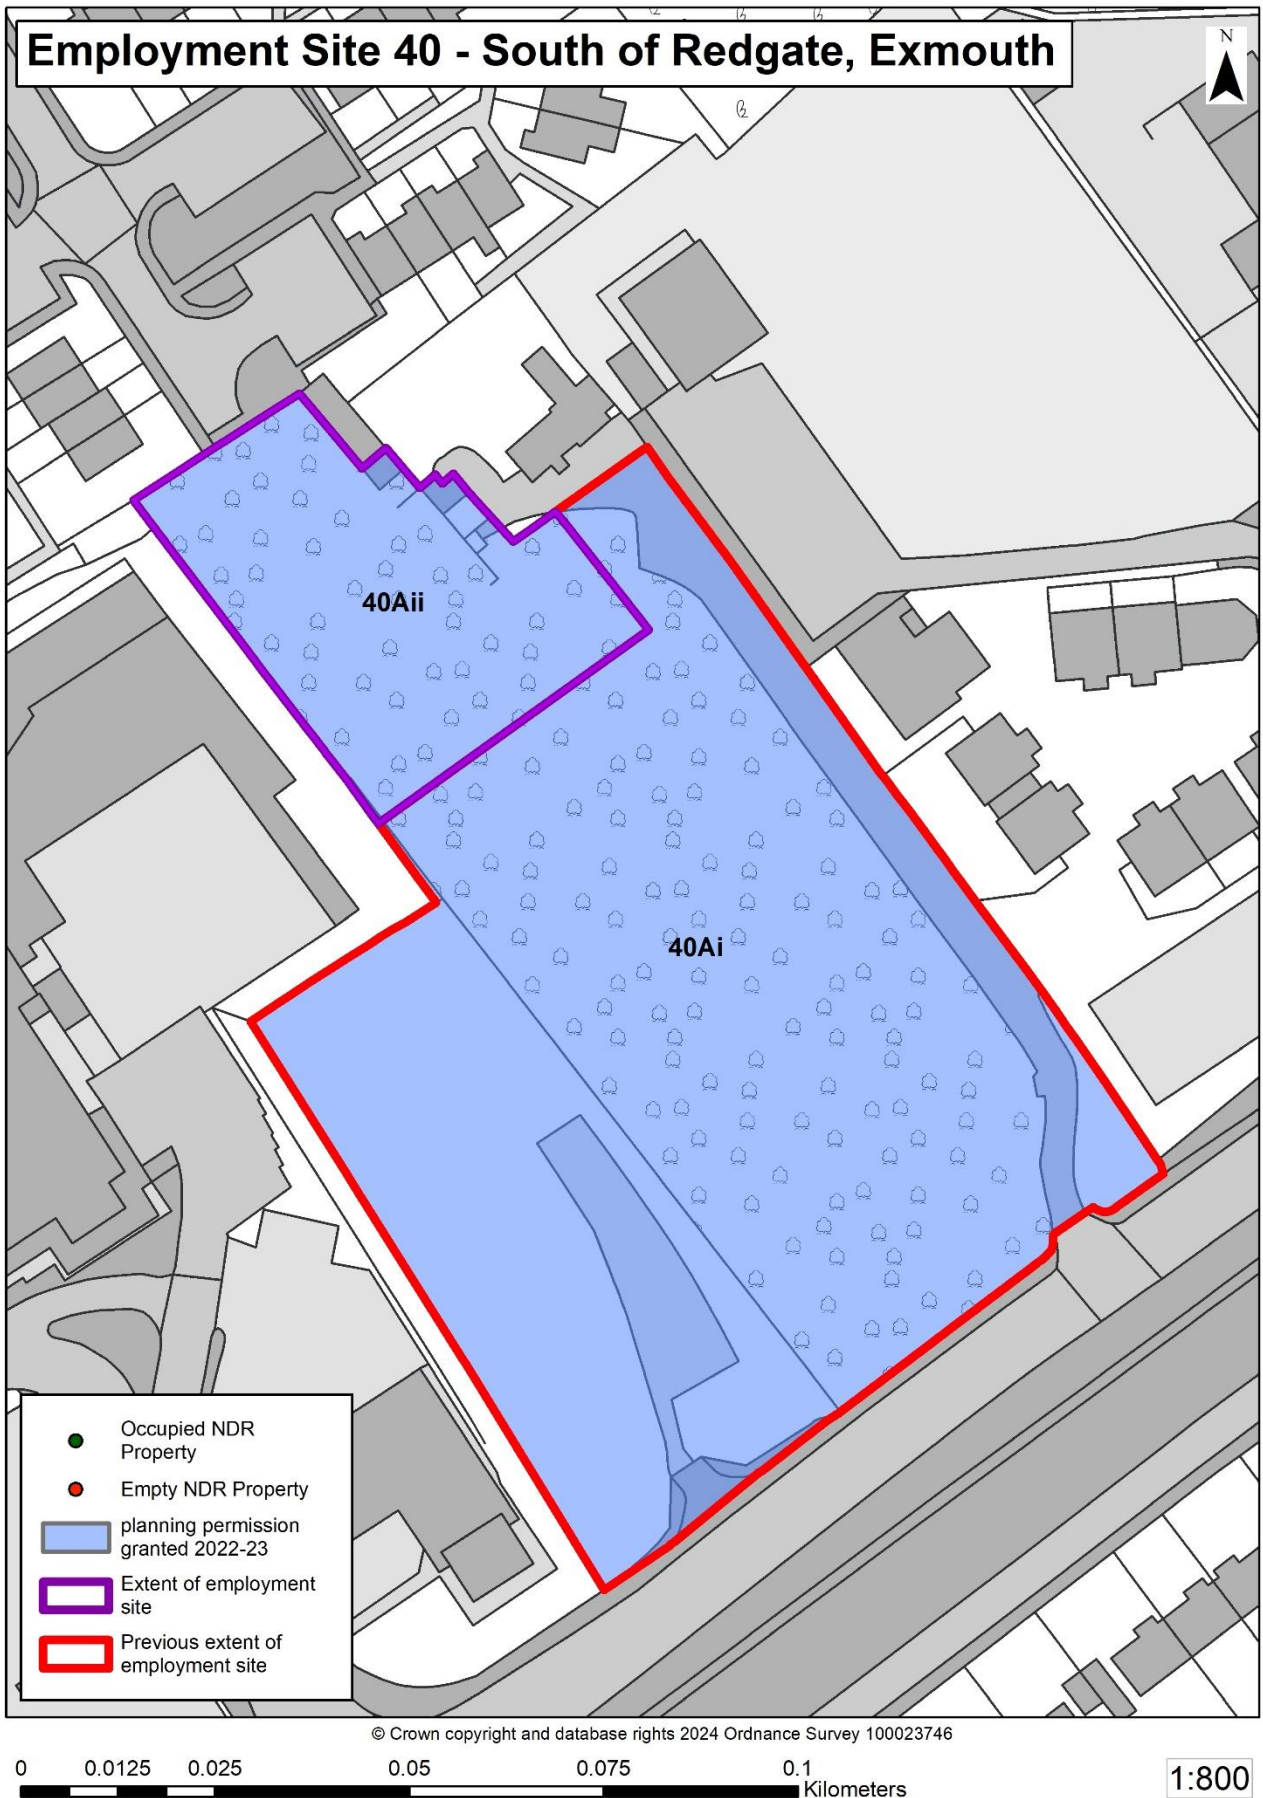 Employment Site 40 - South of Redgate, Exmouth
N
40Aii
40Ai
Occupied NDR
Property
Empty NDR Property
planning permission
granted 2022-23
Extent of employment
site
Previous extent of
employment site
© Crown copyright and database rights 2024 Ordnance Survey 100023746
0 0.0125 0.025 0.05 0.075 0.1
Kilometers
1:800